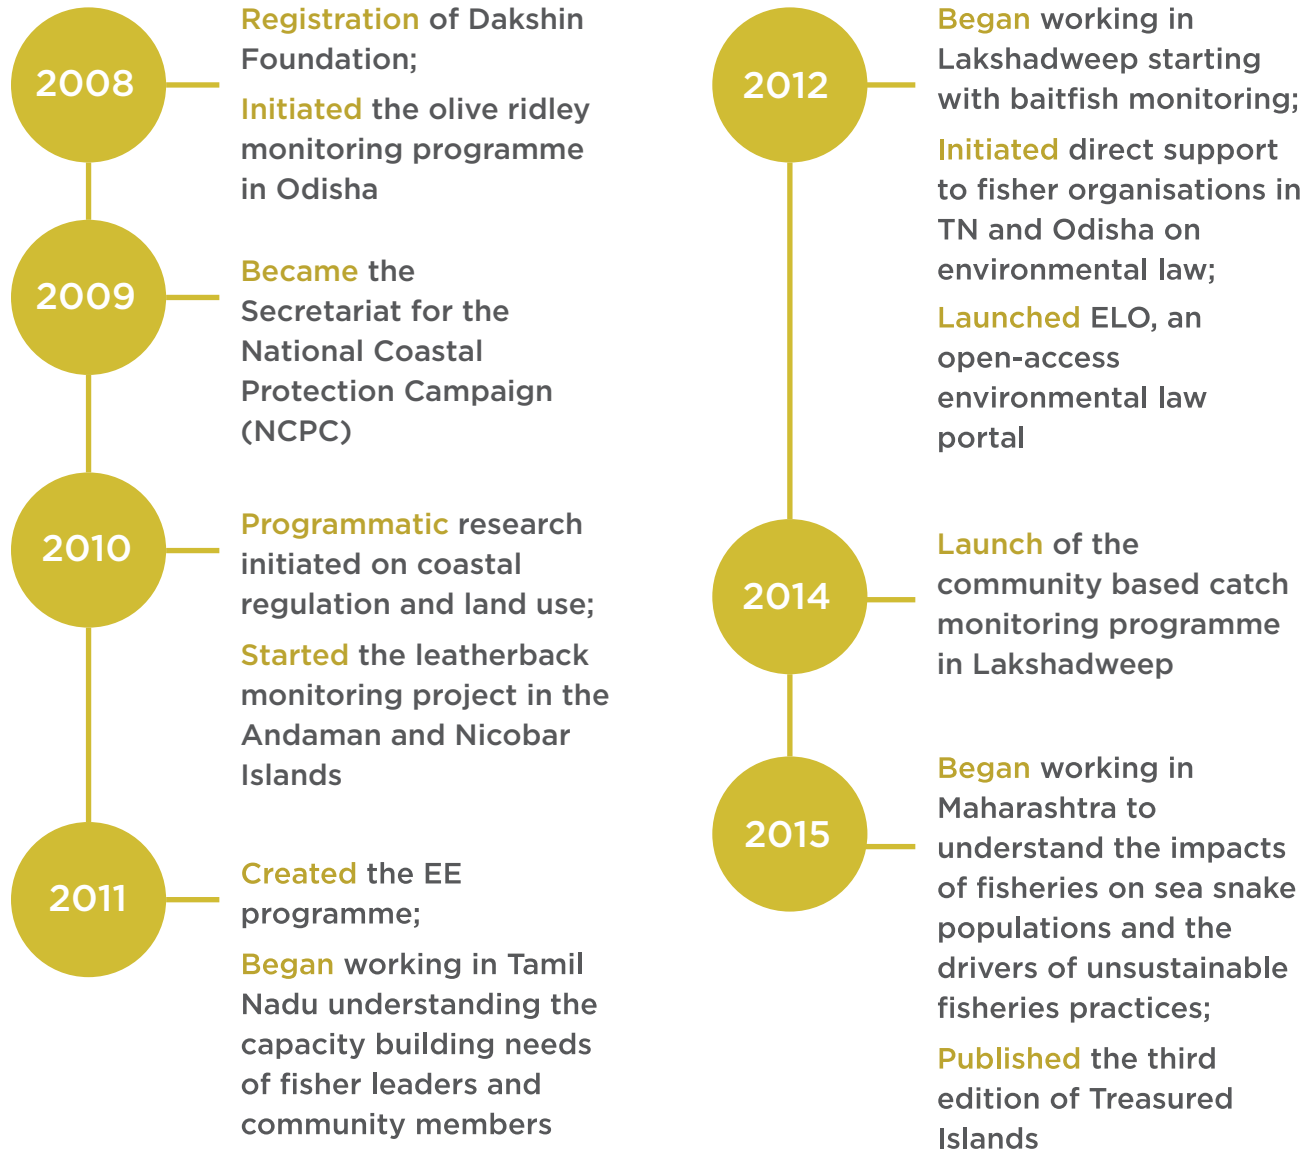 2008
Registration of Dakshin
Foundation;
Initiated the olive ridley
monitoring programme
in Odisha
2009
Became the
Secretariat for the
National Coastal
Protection Campaign
(NCPC)
2010
Programmatic research
initiated on coastal
regulation and land use;
Started the leatherback
monitoring project in the
Andaman and Nicobar
Islands
2011
Created the EE
programme;
Began working in Tamil
Nadu understanding the
capacity building needs
of fisher leaders and
community members
2012
Began working in
Lakshadweep starting
with baitfish monitoring;
Initiated direct support
to fisher organisations in
TN and Odisha on
environmental law;
Launched ELO, an
open-access
environmental law
portal
2014
Launch of the
community based catch
monitoring programme
in Lakshadweep
2015
Began working in
Maharashtra to
understand the impacts
of fisheries on sea snake
populations and the
drivers of unsustainable
fisheries practices;
Published the third
edition of Treasured
Islands